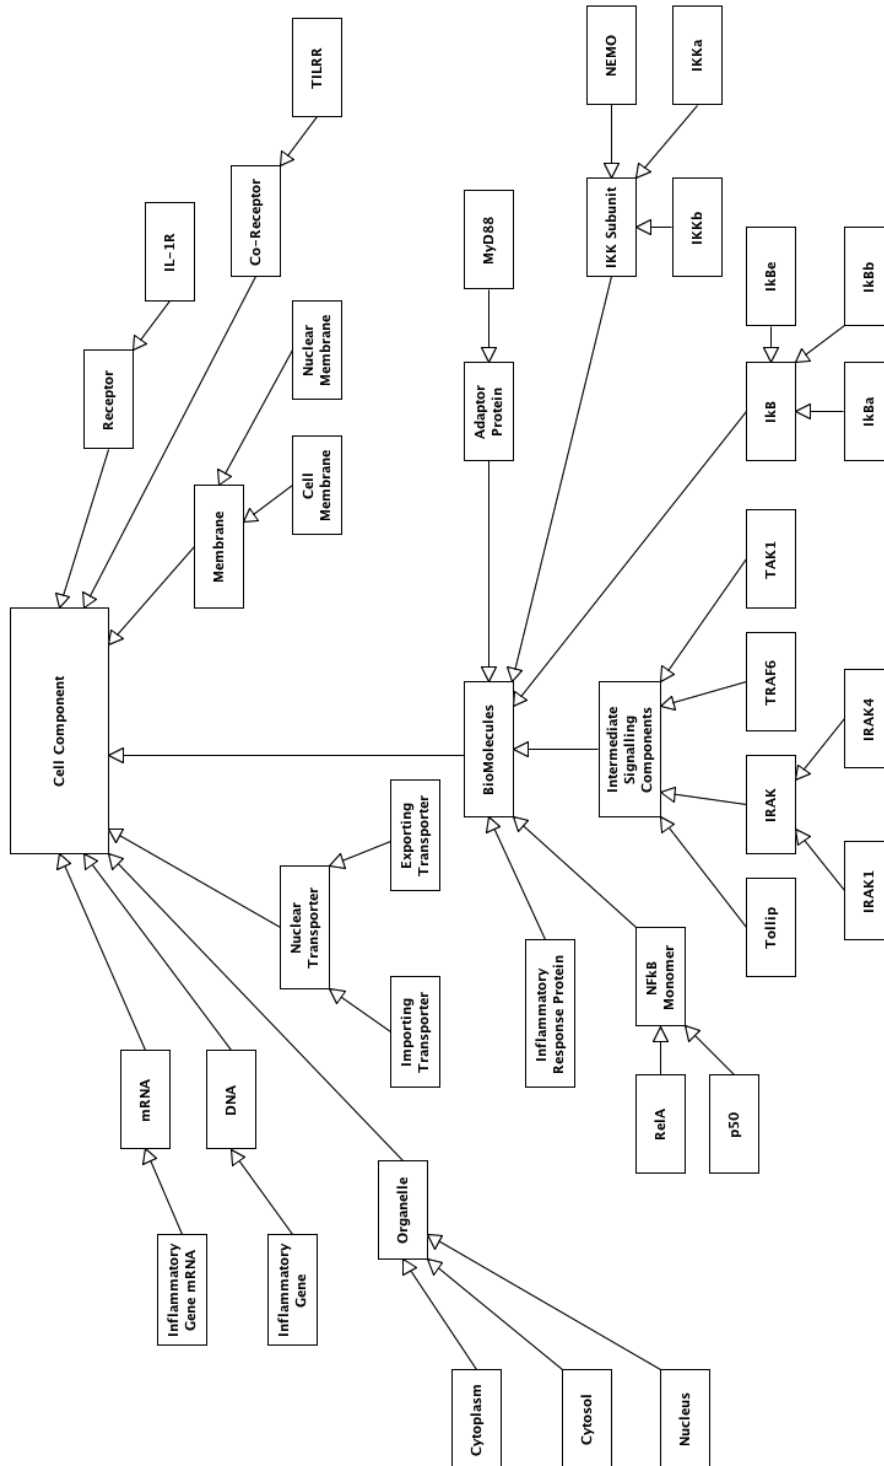 Cell Component
mRNA
DNA
Receptor
IL-1R
Co-Receptor
TILRR
Membrane
Cell
Membrane
Nuclear
Membrane
Inflammatory
Gene mRNA
Inflammatory
Gene
Nuclear
Transporter
Importing
Transporter
Exporting
Transporter
Organelle
Cytoplasm
Cytosol
Nucleus
BioMolecules
Adaptor
Protein
MyD88
Inflammatory
Response Protein
IKK Subunit
NEMO
IKKb
IKKa
NFkB
Monomer
RelA
p50
Intermediate
Signalling
Components
Tollip
IRAK
TRAF6
TAK1
IRAK1
IRAK4
IkB
IkBe
IkBa
IkBb